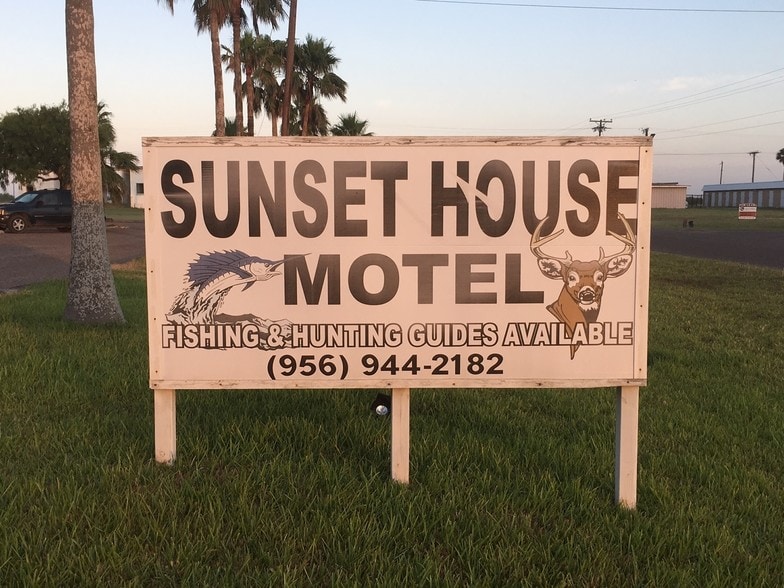 SUNSET HOUSE
MOTEL
FISHING & HUNTING GUIDES AVAILABLE
(956) 944-2182